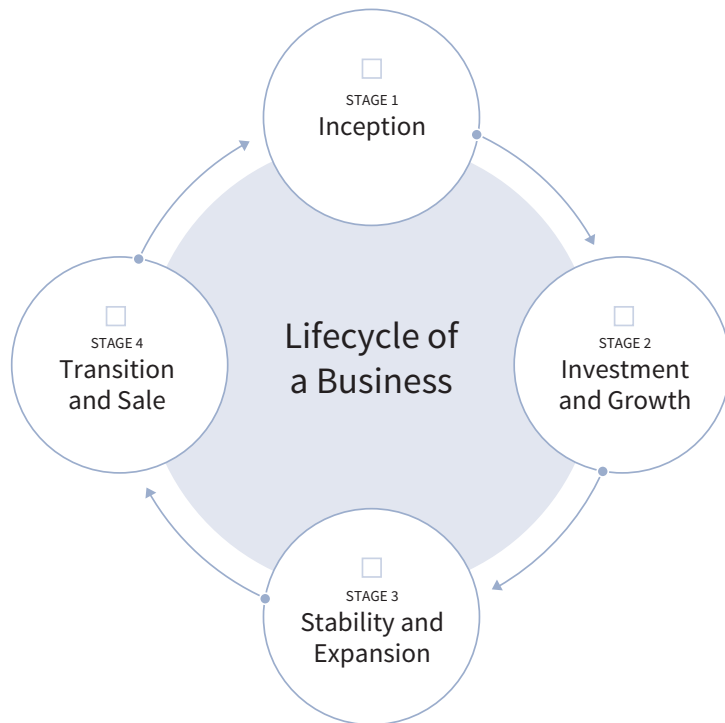 STAGE 1
Inception
Lifecycle of
a Business
STAGE 2
Investment
and Growth
STAGE 3
Stability and
Expansion
STAGE 4
Transition
and Sale